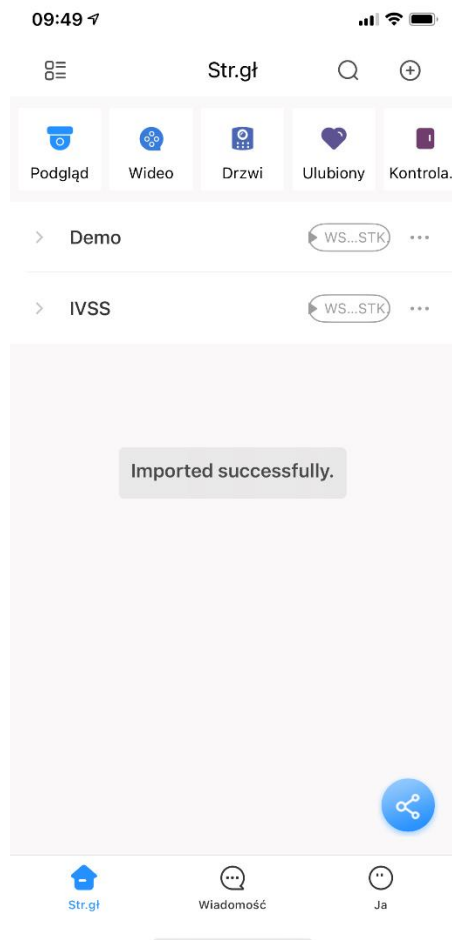 09:49
Str.gł
Podgląd Wideo Drzwi Ulubiony Kontrola.
Demo WS...STK.
IVSS WS...STK.
Imported successfully.
Str.gł Wiadomość Ja